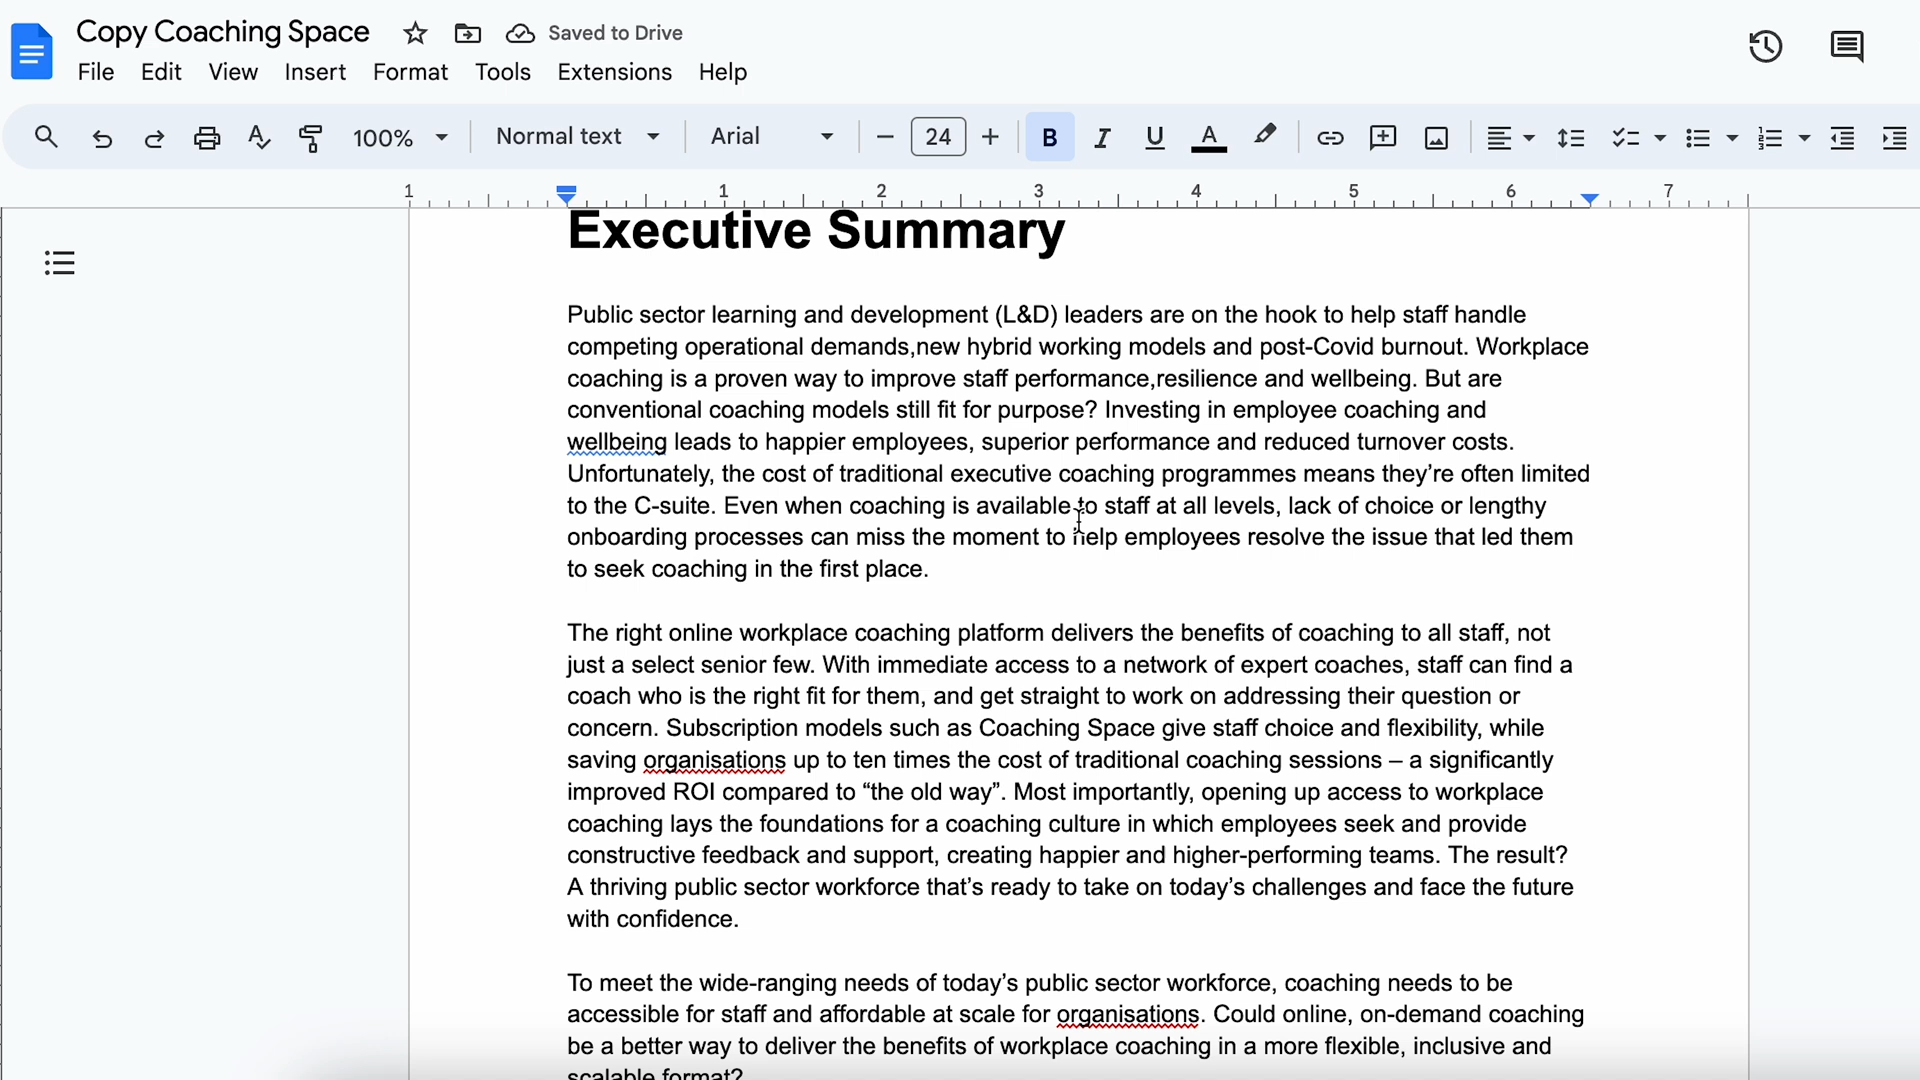 Copy Coaching Space
Saved to Drive
File Edit View Insert Format Tools Extensions Help
100% Normal text Arial 24 B I U A
1 1 2 3 4 5 6 7
Executive Summary
Public sector learning and development (L&D) leaders are on the hook to help staff handle
competing operational demands,new hybrid working models and post-Covid burnout. Workplace
coaching is a proven way to improve staff performance,resilience and wellbeing. But are
conventional coaching models still fit for purpose? Investing in employee coaching and
wellbeing leads to happier employees, superior performance and reduced turnover costs.
Unfortunately, the cost of traditional executive coaching programmes means they’re often limited
to the C-suite. Even when coaching is available to staff at all levels, lack of choice or lengthy
onboarding processes can miss the moment to help employees resolve the issue that led them
to seek coaching in the first place.
The right online workplace coaching platform delivers the benefits of coaching to all staff, not
just a select senior few. With immediate access to a network of expert coaches, staff can find a
coach who is the right fit for them, and get straight to work on addressing their question or
concern. Subscription models such as Coaching Space give staff choice and flexibility, while
saving organisations up to ten times the cost of traditional coaching sessions – a significantly
improved ROI compared to “the old way”. Most importantly, opening up access to workplace
coaching lays the foundations for a coaching culture in which employees seek and provide
constructive feedback and support, creating happier and higher-performing teams. The result?
A thriving public sector workforce that’s ready to take on today’s challenges and face the future
with confidence.
To meet the wide-ranging needs of today’s public sector workforce, coaching needs to be
accessible for staff and affordable at scale for organisations. Could online, on-demand coaching
be a better way to deliver the benefits of workplace coaching in a more flexible, inclusive and
scalable format?